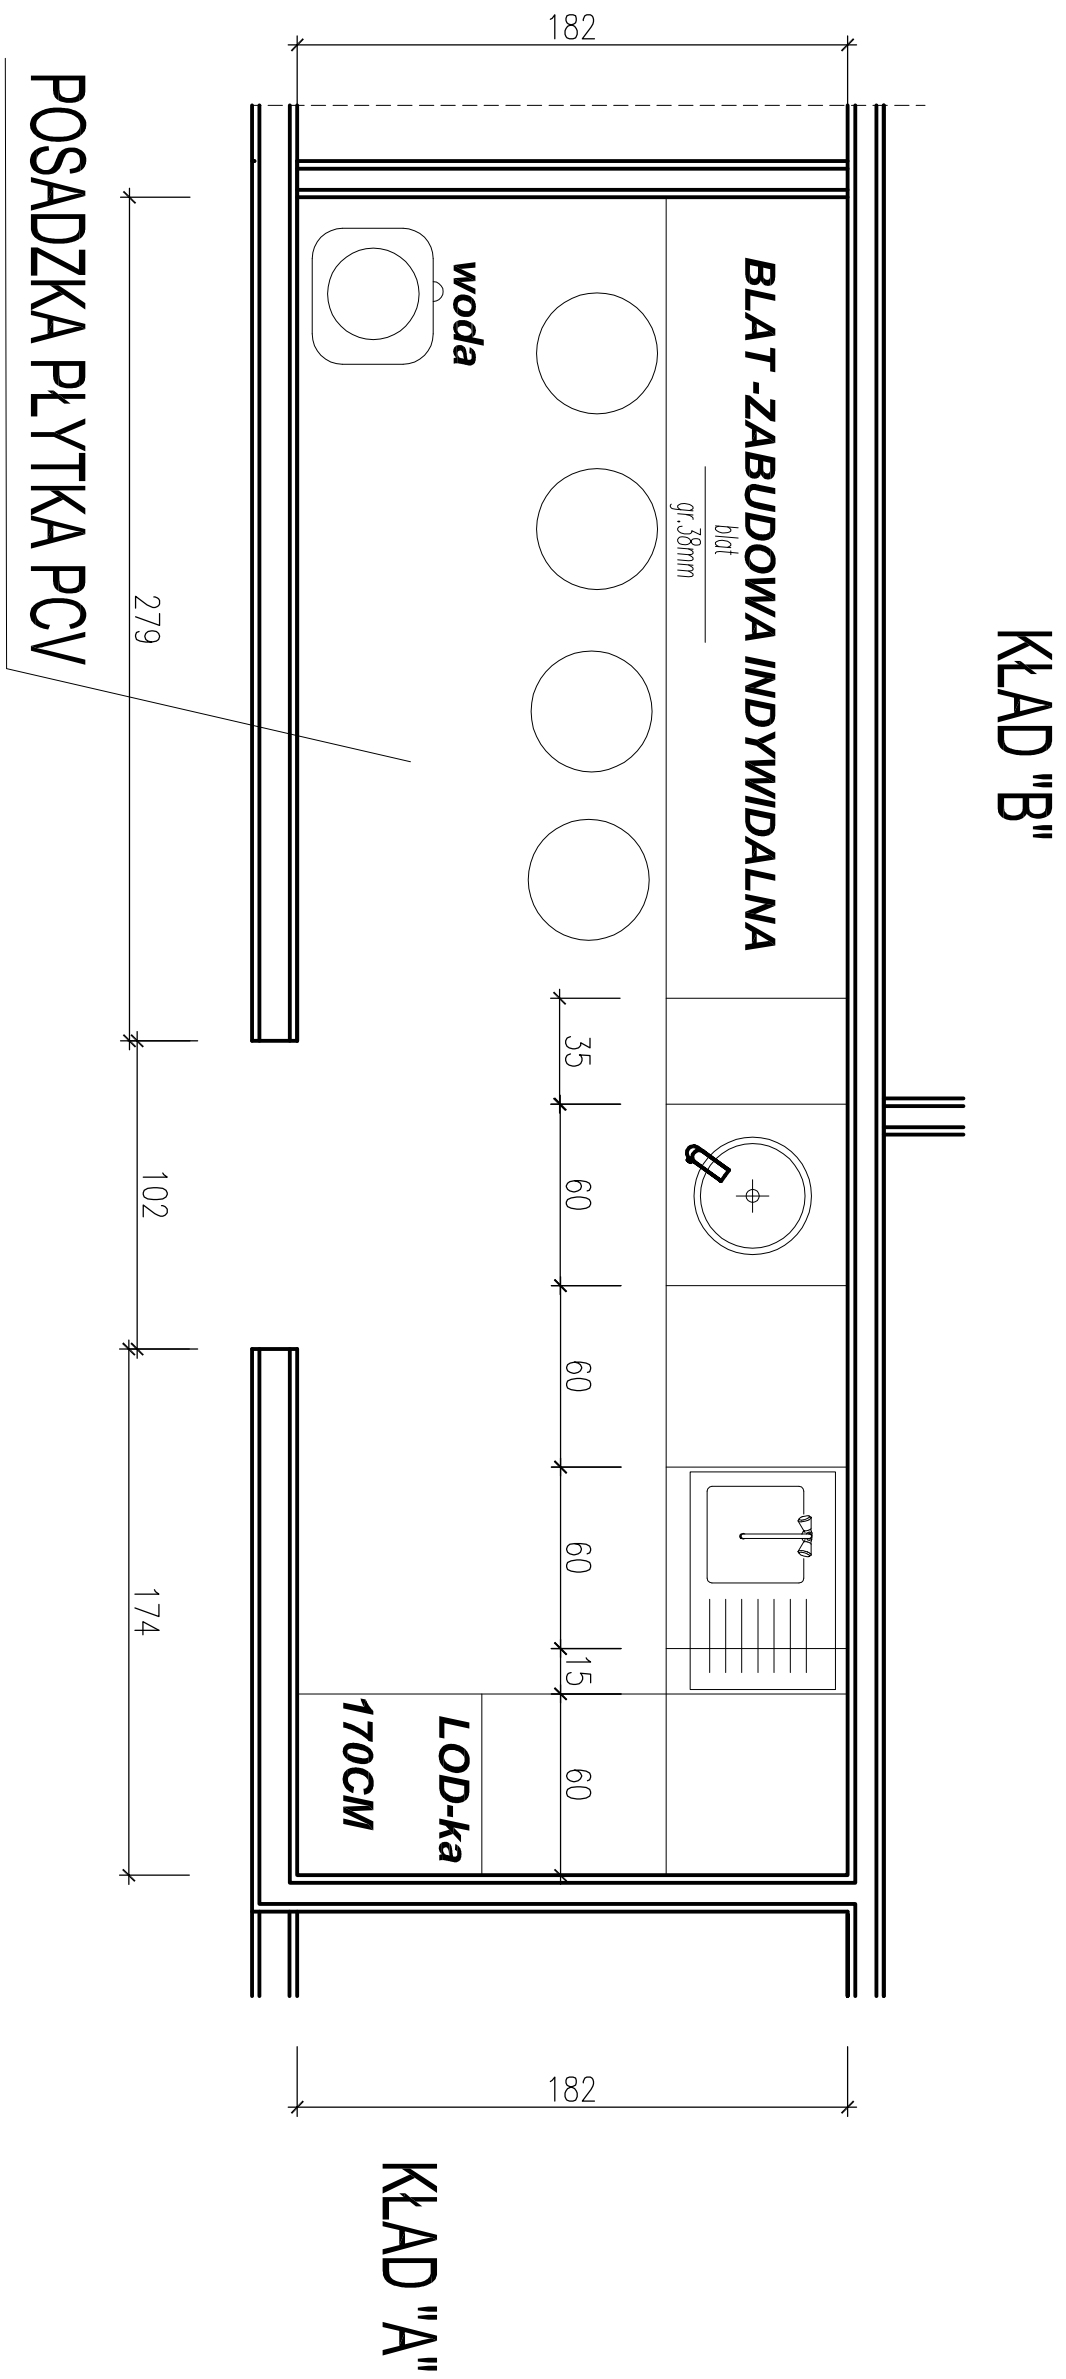 KŁAD "B"
182
BLAT -ZABUDOWA INDYWIDALNA
blat
gr.38mm
woda
35
60
60
60
15
60
LOD-ka
170CM
182
KŁAD "A"
279
102
174
POSADZKA PŁYTKA PCV